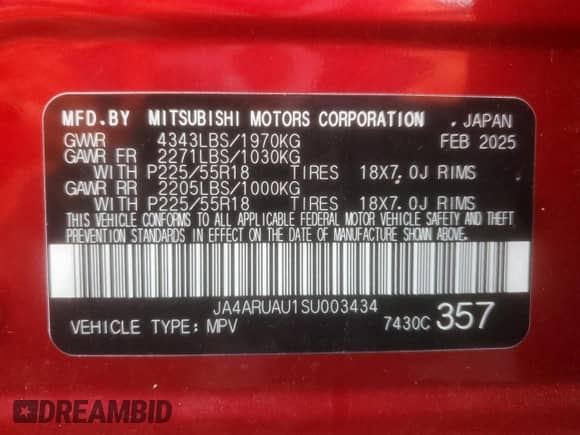 MFD.BY MITSUBISHI MOTORS CORPORATION . JAPAN
GVWR 4343LBS/1970KG FEB 2025
GAWR FR 2271LBS/1030KG
WITH P225/55R18 TIRES 18X7.0J RIMS
GAWR RR 2205LBS/1000KG
WITH P225/55R18 TIRES 18X7.0J RIMS
THIS VEHICLE CONFORMS TO ALL APPLICABLE FEDERAL MOTOR VEHICLE SAFETY AND THEFT
PREVENTION STANDARDS IN EFFECT ON THE DATE OF MANUFACTURE SHOWN ABOVE.
JA4ARUAU1SU003434
VEHICLE TYPE: MPV 7430C 357
DREAMBID